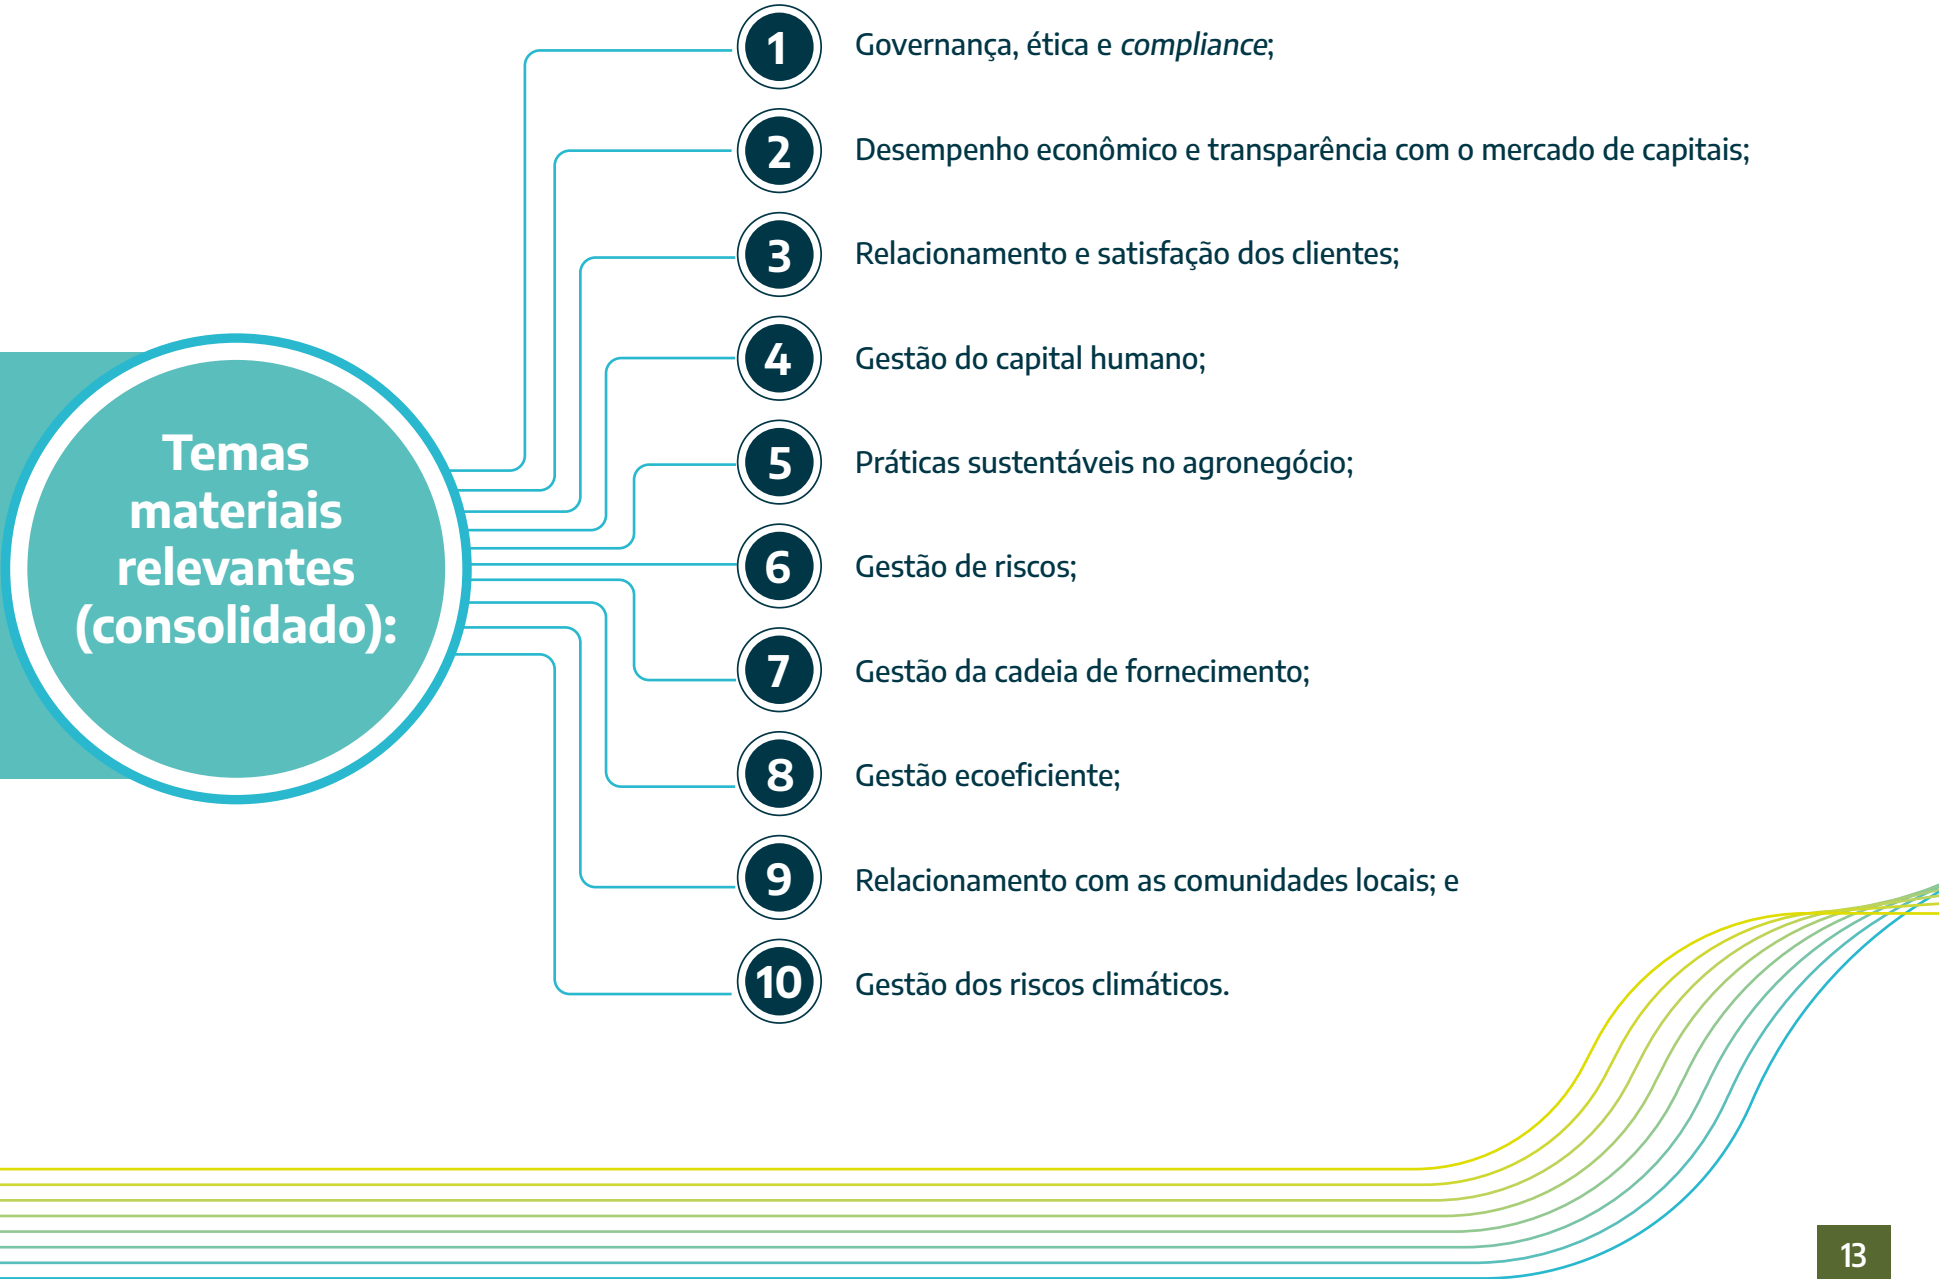 Temas
materiais
relevantes
(consolidado):
1 Governança, ética e compliance;
2 Desempenho econômico e transparência com o mercado de capitais;
3 Relacionamento e satisfação dos clientes;
4 Gestão do capital humano;
5 Práticas sustentáveis no agronegócio;
6 Gestão de riscos;
7 Gestão da cadeia de fornecimento;
8 Gestão ecoeficiente;
9 Relacionamento com as comunidades locais; e
10 Gestão dos riscos climáticos.
13